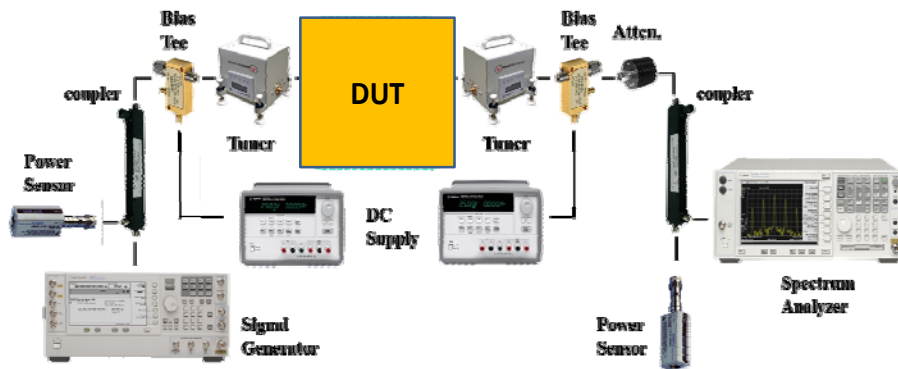 Bias
Tee
Bias
Tee
Atten.
coupler
DUT
coupler
Tuner
Tuner
Power
Sensor
DC
Supply
Signal
Generator
Spectrum
Analyzer
Power
Sensor